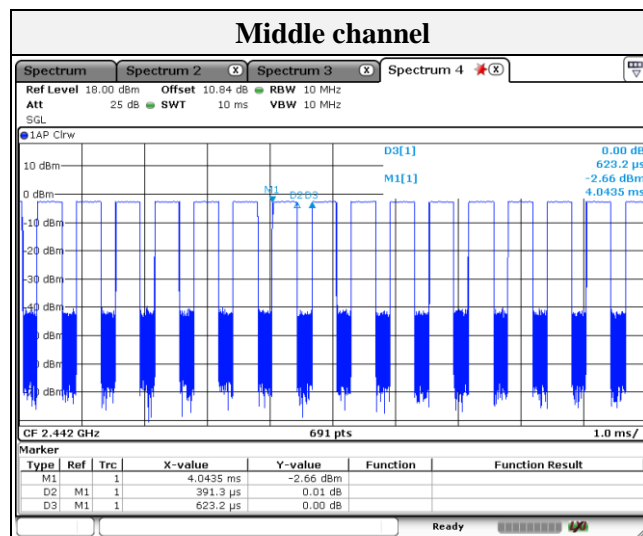 Middle channel
Spectrum Spectrum 2 X Spectrum 3 X Spectrum 4 X
Ref Level 18.00 dBm Offset 10.84 dB RBW 10 MHz
Att 25 dB SWT 10 ms VBW 10 MHz
SGL
1AP Clrw
D3[1] 0.00 dB
623.2 µs
10 dBm
M1[1] -2.66 dBm
4.0435 ms
0 dBm
M1 D2 D3
-10 dBm
-20 dBm
-30 dBm
-40 dBm
dBm
dBm
CF 2.442 GHz 691 pts 1.0 ms/
Marker
Type Ref Trc X-value Y-value Function Function Result
M1 1 4.0435 ms -2.66 dBm
D2 M1 1 391.3 µs 0.01 dB
D3 M1 1 623.2 µs 0.00 dB
Ready